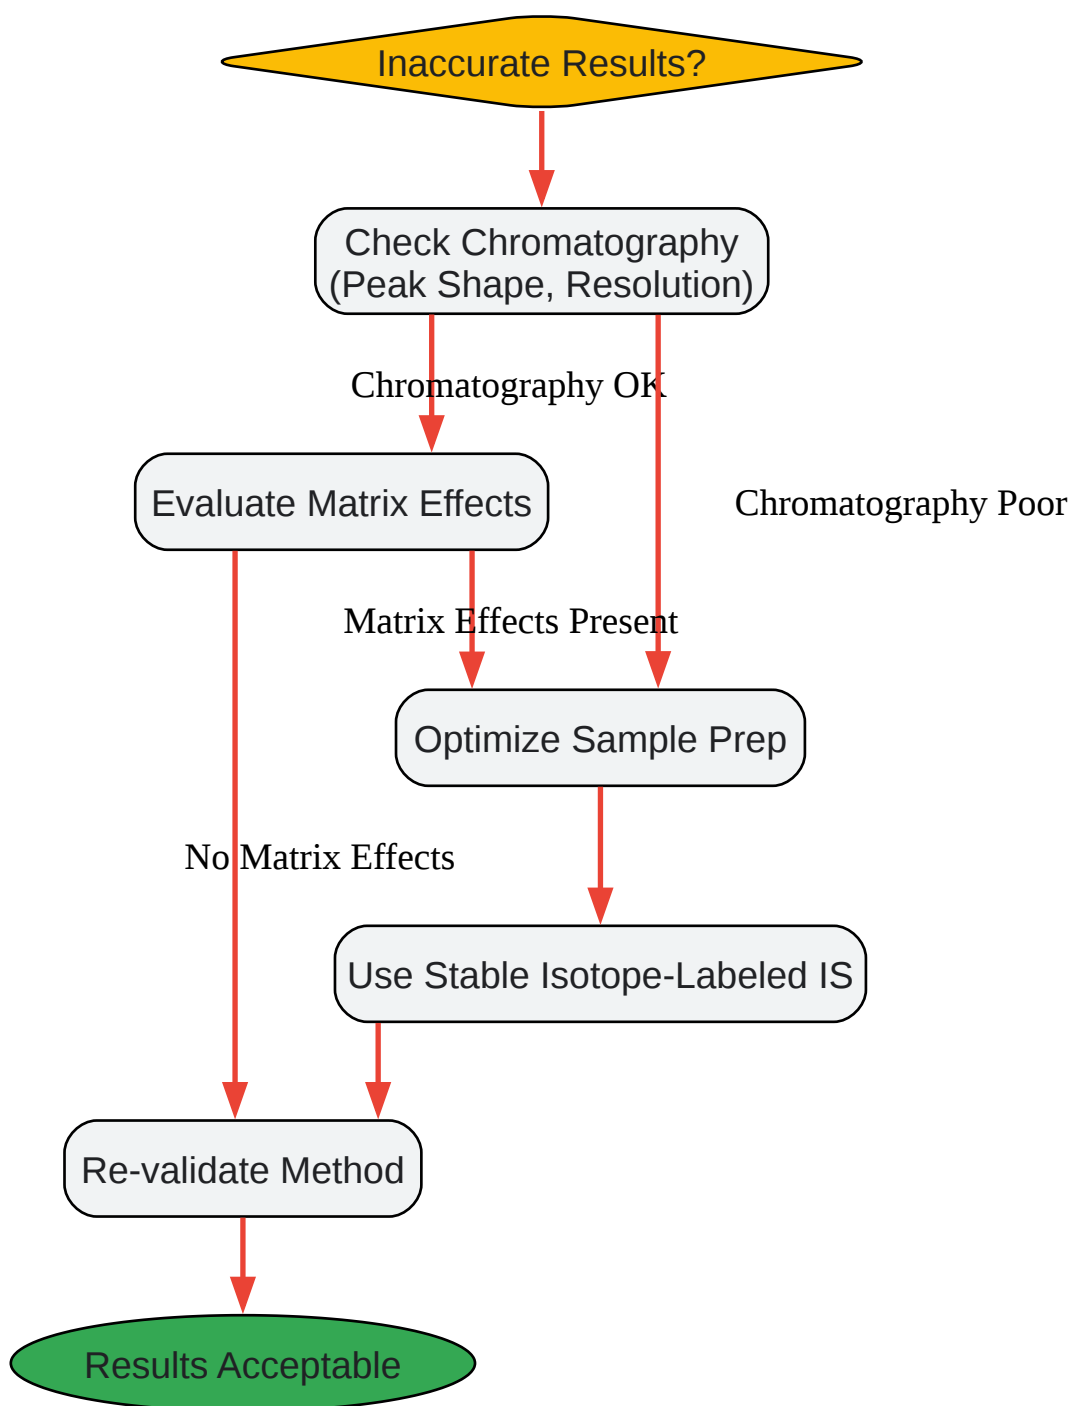 Inaccurate Results?
Check Chromatography
(Peak Shape, Resolution)
Chromatography OK
Evaluate Matrix Effects
Chromatography Poor
Matrix Effects Present
Optimize Sample Prep
No Matrix Effects
Use Stable Isotope-Labeled IS
Re-validate Method
Results Acceptable